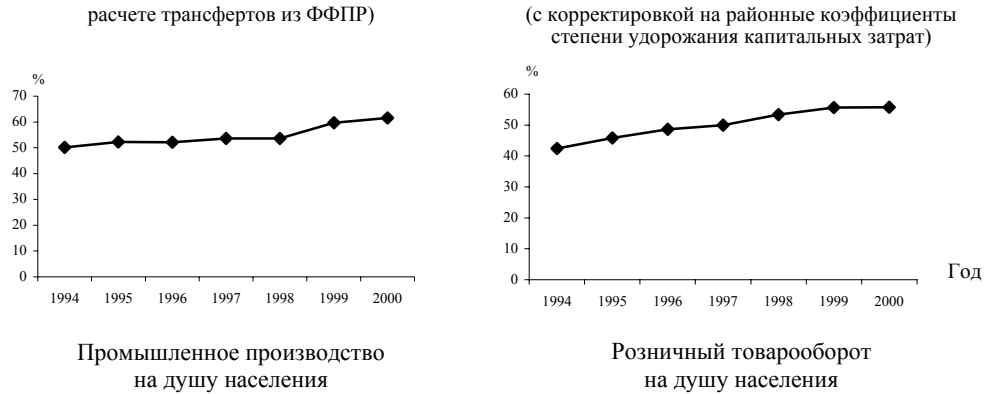 расчете трансфертов из ФФПР)
(с корректировкой на районные коэффициенты
степени удорожания капитальных затрат)
%
70
60
50
40
30
20
10
0
1994 1995 1996 1997 1998 1999 2000
Промышленное производство
на душу населения
%
60
50
40
30
20
10
0
1994 1995 1996 1997 1998 1999 2000
Год
Розничный товарооборот
на душу населения